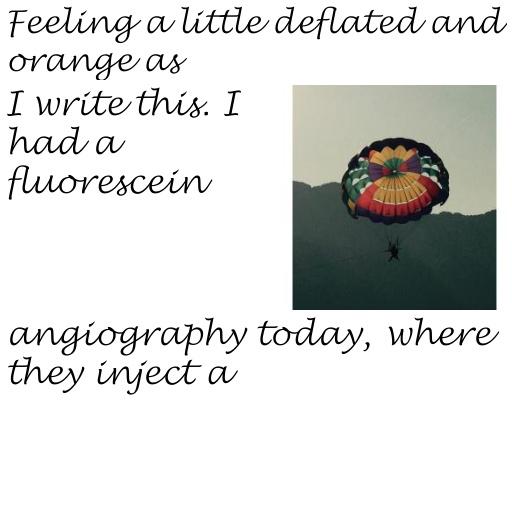 Feeling a little deflated and
orange as
I write this. I
had a
fluorescein
angiography today, where
they inject a